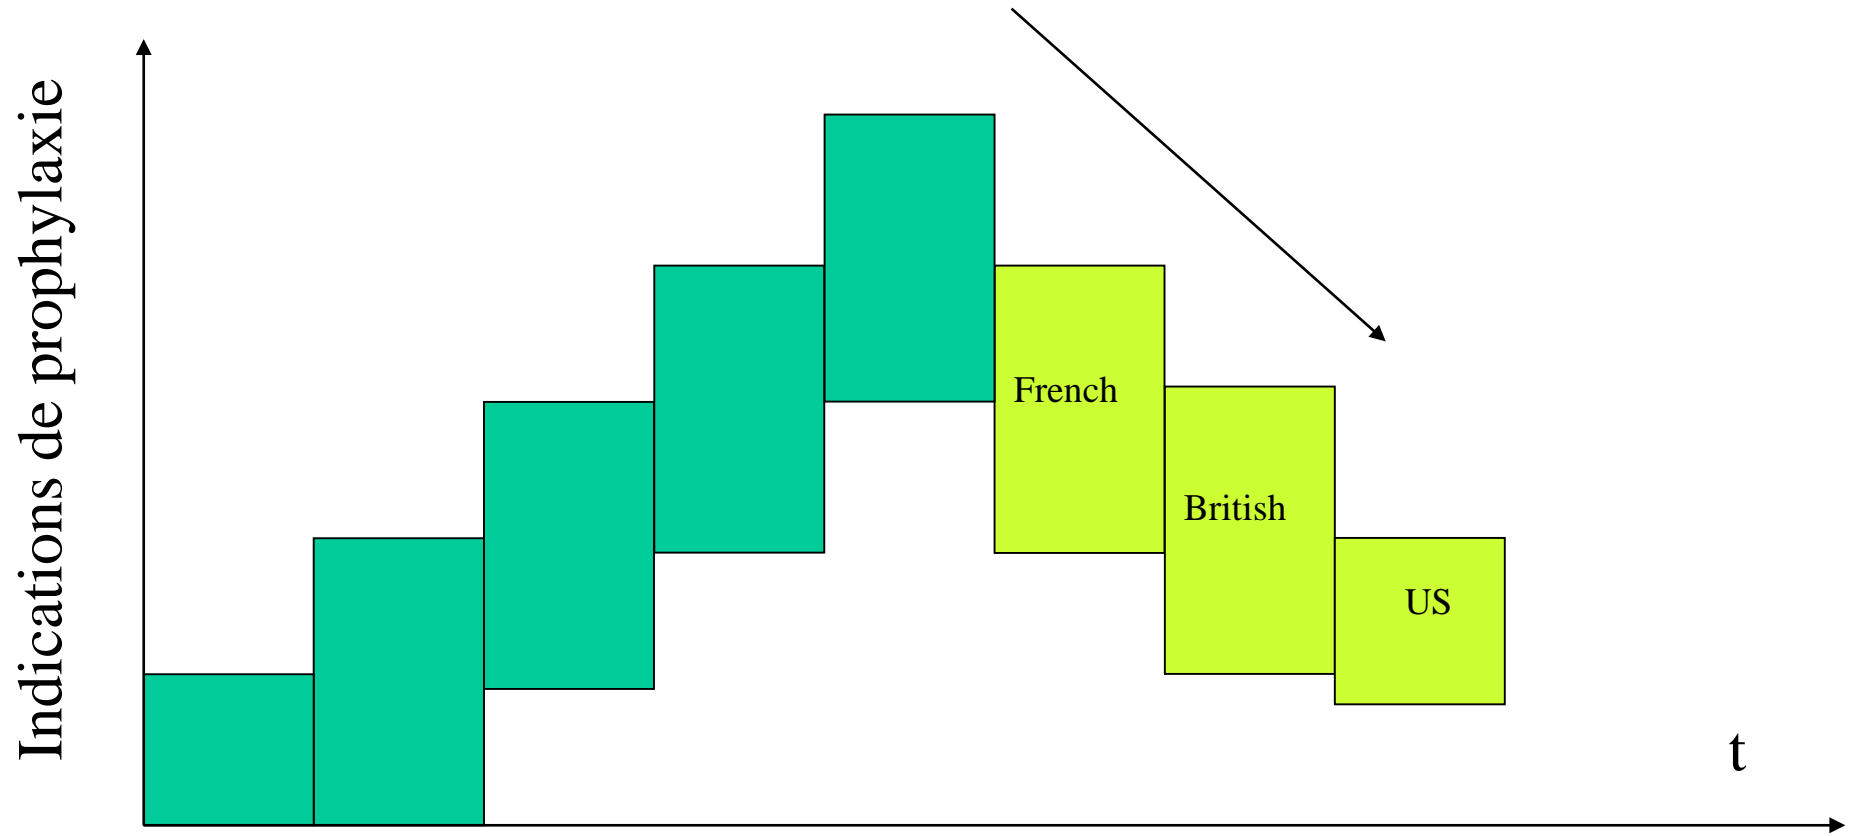 Indications de prophylaxie
French
British
US
t